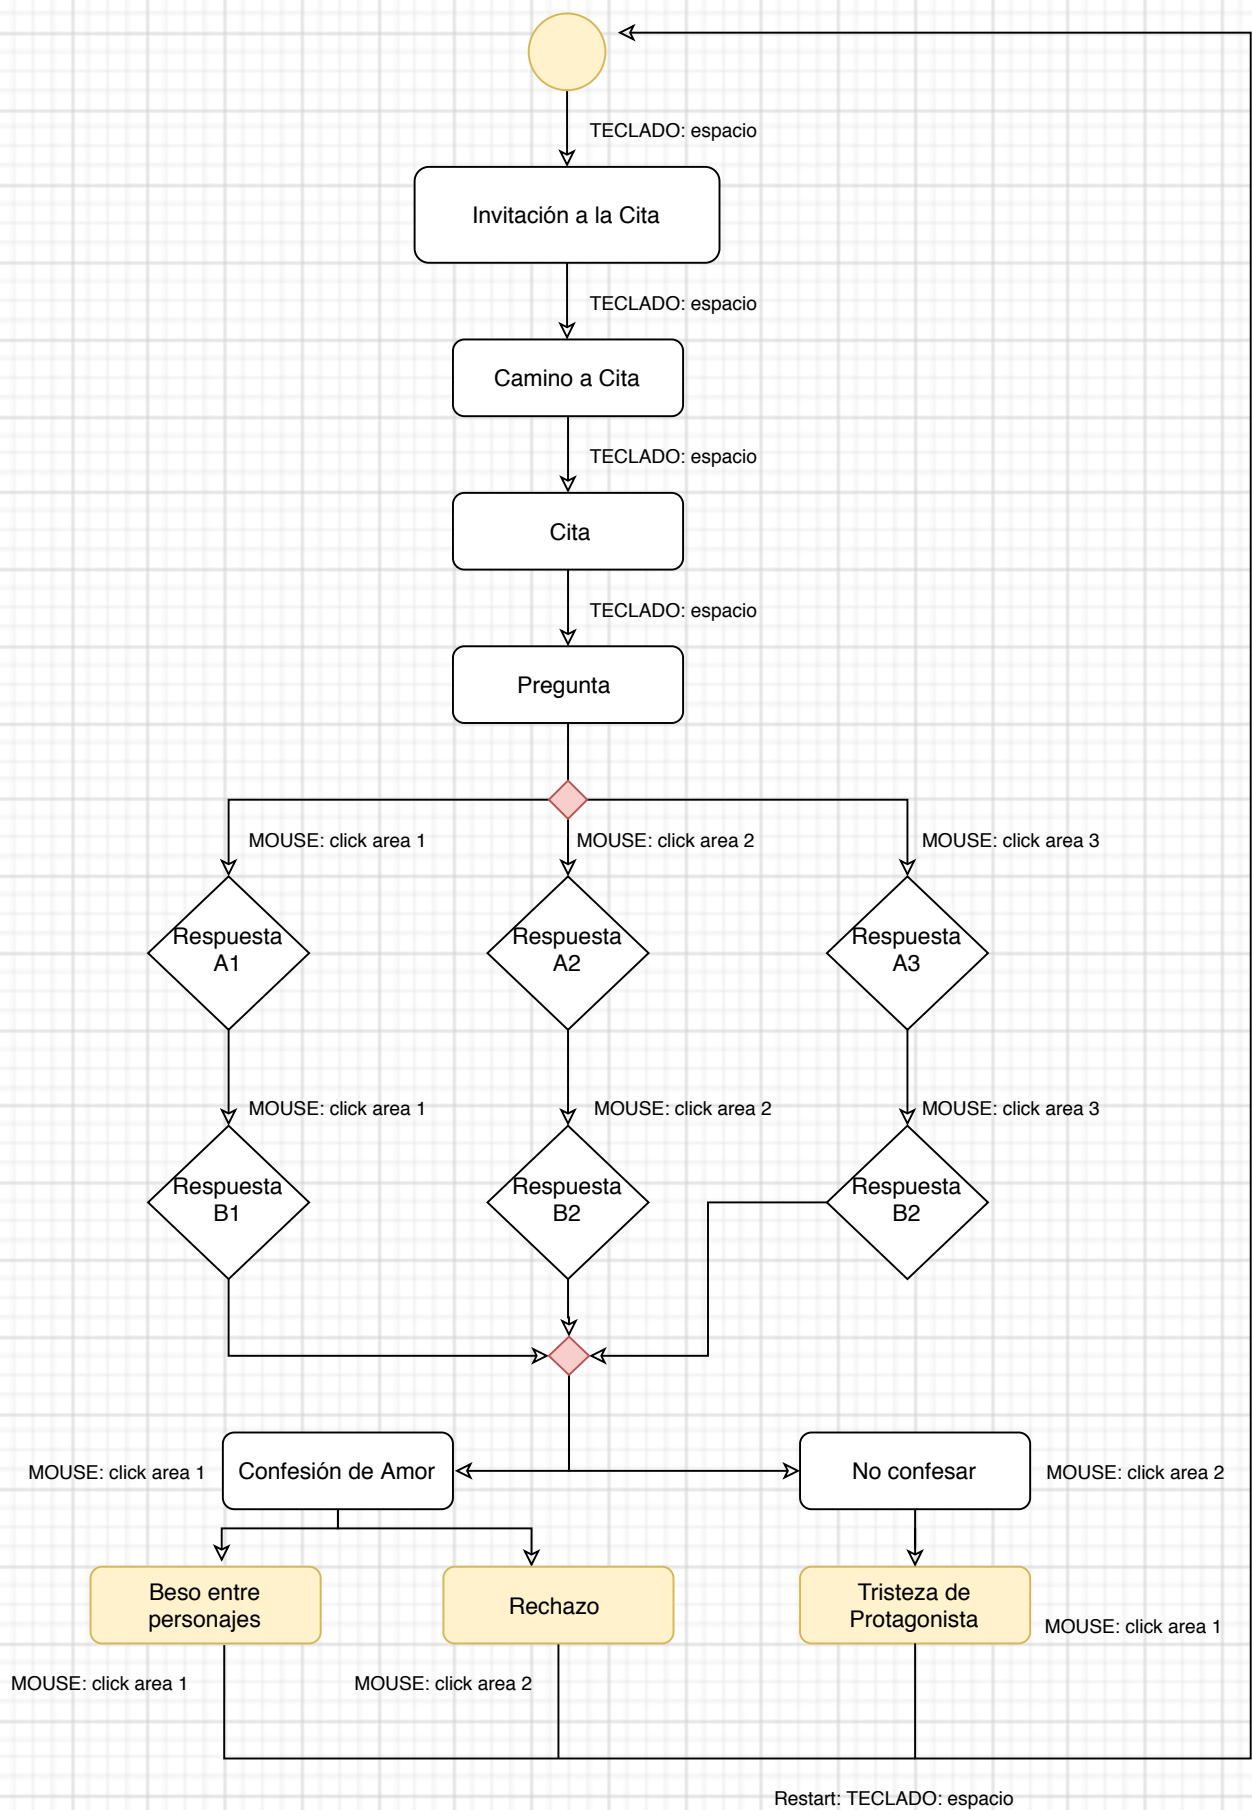 TECLADO: espacio
Invitación a la Cita
TECLADO: espacio
Camino a Cita
TECLADO: espacio
Cita
TECLADO: espacio
Pregunta
MOUSE: click area 1
MOUSE: click area 2
MOUSE: click area 3
Respuesta
A1
Respuesta
A2
Respuesta
A3
MOUSE: click area 1
MOUSE: click area 2
MOUSE: click area 3
Respuesta
B1
Respuesta
B2
Respuesta
B2
MOUSE: click area 1
Confesión de Amor
No confesar
MOUSE: click area 2
Beso entre
personajes
Rechazo
Tristeza de
Protagonista
MOUSE: click area 1
MOUSE: click area 1
MOUSE: click area 2
Restart: TECLADO: espacio